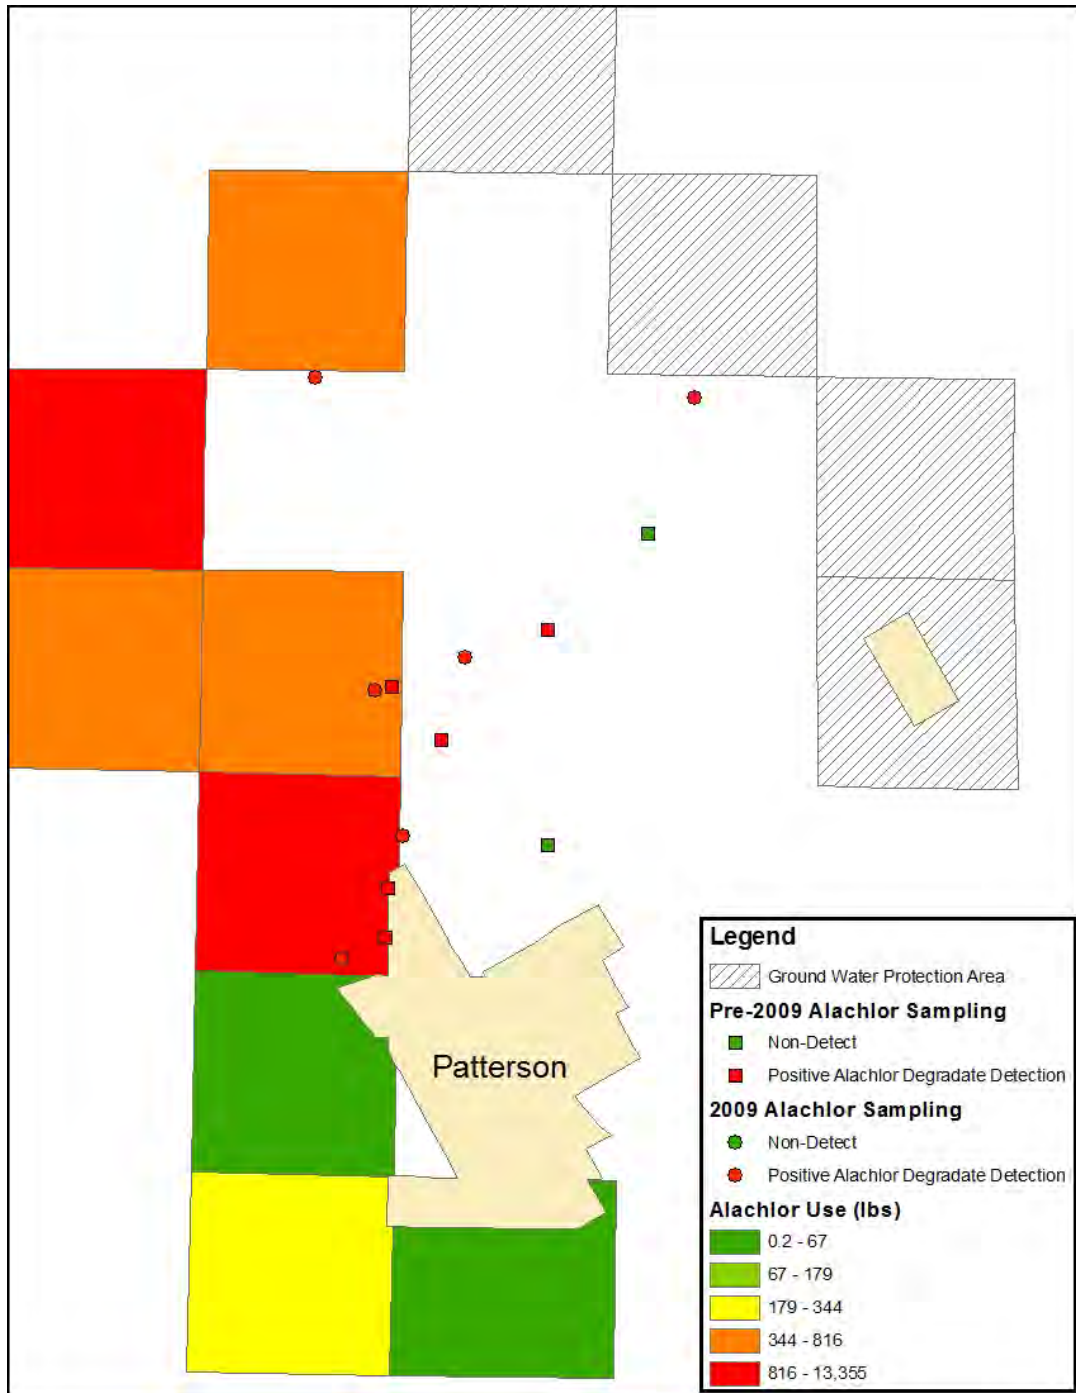 Patterson
Legend
Ground Water Protection Area
Pre-2009 Alachlor Sampling
Non-Detect
Positive Alachlor Degradate Detection
2009 Alachlor Sampling
Non-Detect
Positive Alachlor Degradate Detection
Alachlor Use (lbs)
0.2 - 67
67 - 179
179 - 344
344 - 816
816 - 13,355